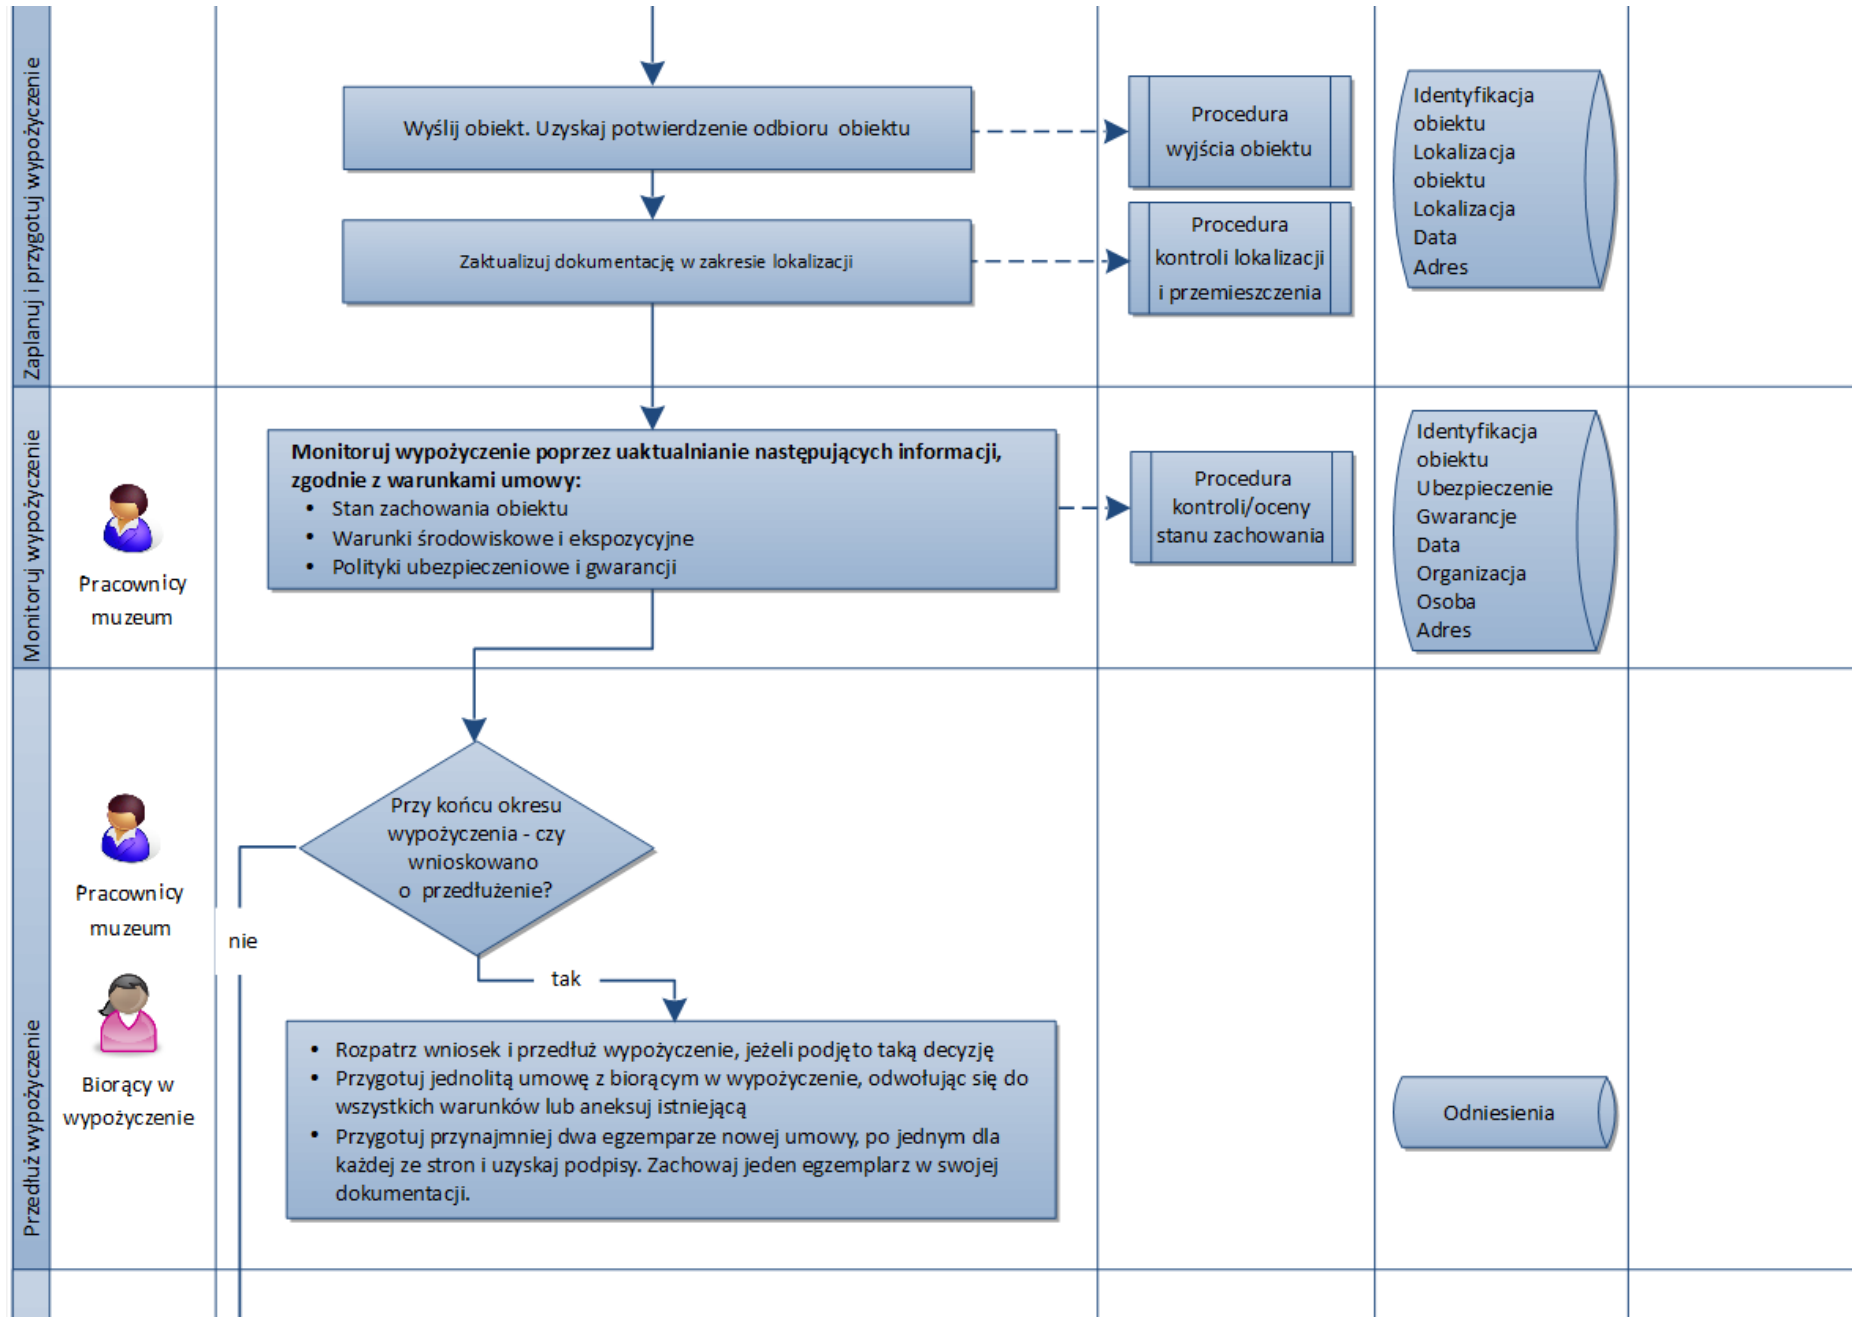 Zaplanuj i przygotuj wypożyczenie
Wyślij obiekt. Uzyskaj potwierdzenie odbioru obiektu
Procedura
wyjścia obiektu
Identyfikacja
obiektu
Lokalizacja
obiektu
Lokalizacja
Data
Adres
Zaktualizuj dokumentację w zakresie lokalizacji
Procedura
kontroli lokalizacji
i przemieszczenia
Monitoruj wypożyczenie
Pracownicy
muzeum
Monitoruj wypożyczenie poprzez uaktualnianie następujących informacji,
zgodnie z warunkami umowy:
• Stan zachowania obiektu
• Warunki środowiskowe i ekspozycyjne
• Polityki ubezpieczeniowe i gwarancji
Procedura
kontroli/oceny
stanu zachowania
Identyfikacja
obiektu
Ubezpieczenie
Gwarancje
Data
Organizacja
Osoba
Adres
Przedłuż wypożyczenie
Pracownicy
muzeum
Biorący w
wypożyczenie
Przy końcu okresu
wypożyczenia - czy
wnioskowano
o przedłużenie?
nie
tak
• Rozpatrz wniosek i przedłuż wypożyczenie, jeżeli podjęto taką decyzję
• Przygotuj jednolitą umowę z biorącym w wypożyczenie, odwołując się do
wszystkich warunków lub aneksuj istniejącą
• Przygotuj przynajmniej dwa egzemparze nowej umowy, po jednym dla
każdej ze stron i uzyskaj podpisy. Zachowaj jeden egzemplarz w swojej
dokumentacji.
Odniesienia